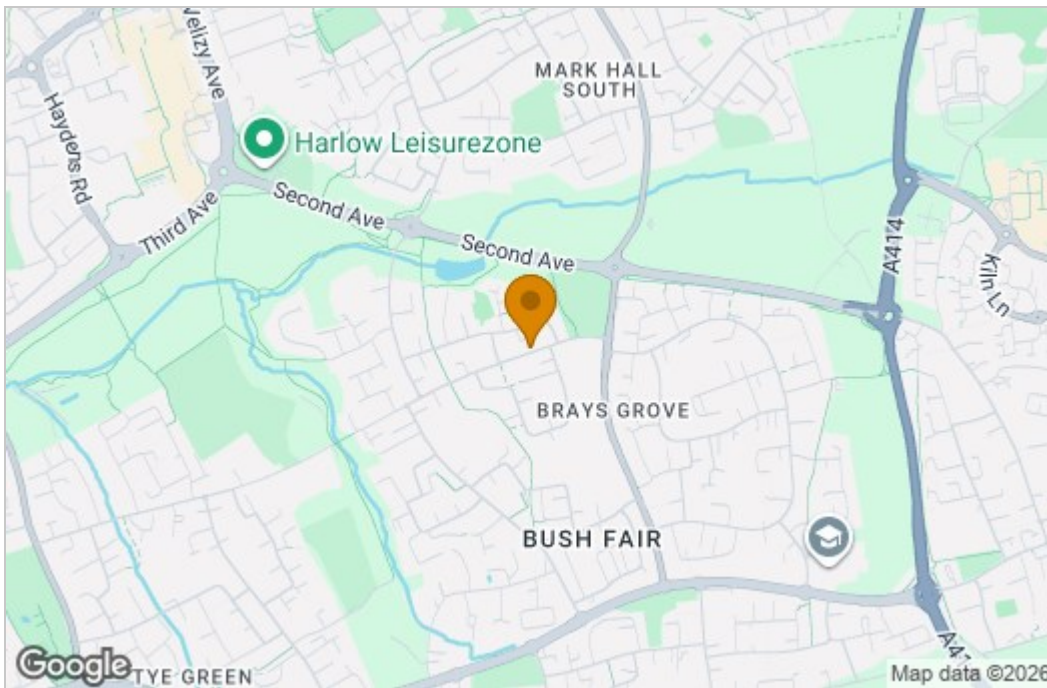 Velizy Ave
Haydens Rd
MARK HALL
SOUTH
Harlow Leisurezone
Third Ave
Second Ave
Second Ave
A414
Kiln Ln
BRAYS GROVE
BUSH FAIR
TYE GREEN
Google
Map data ©2026